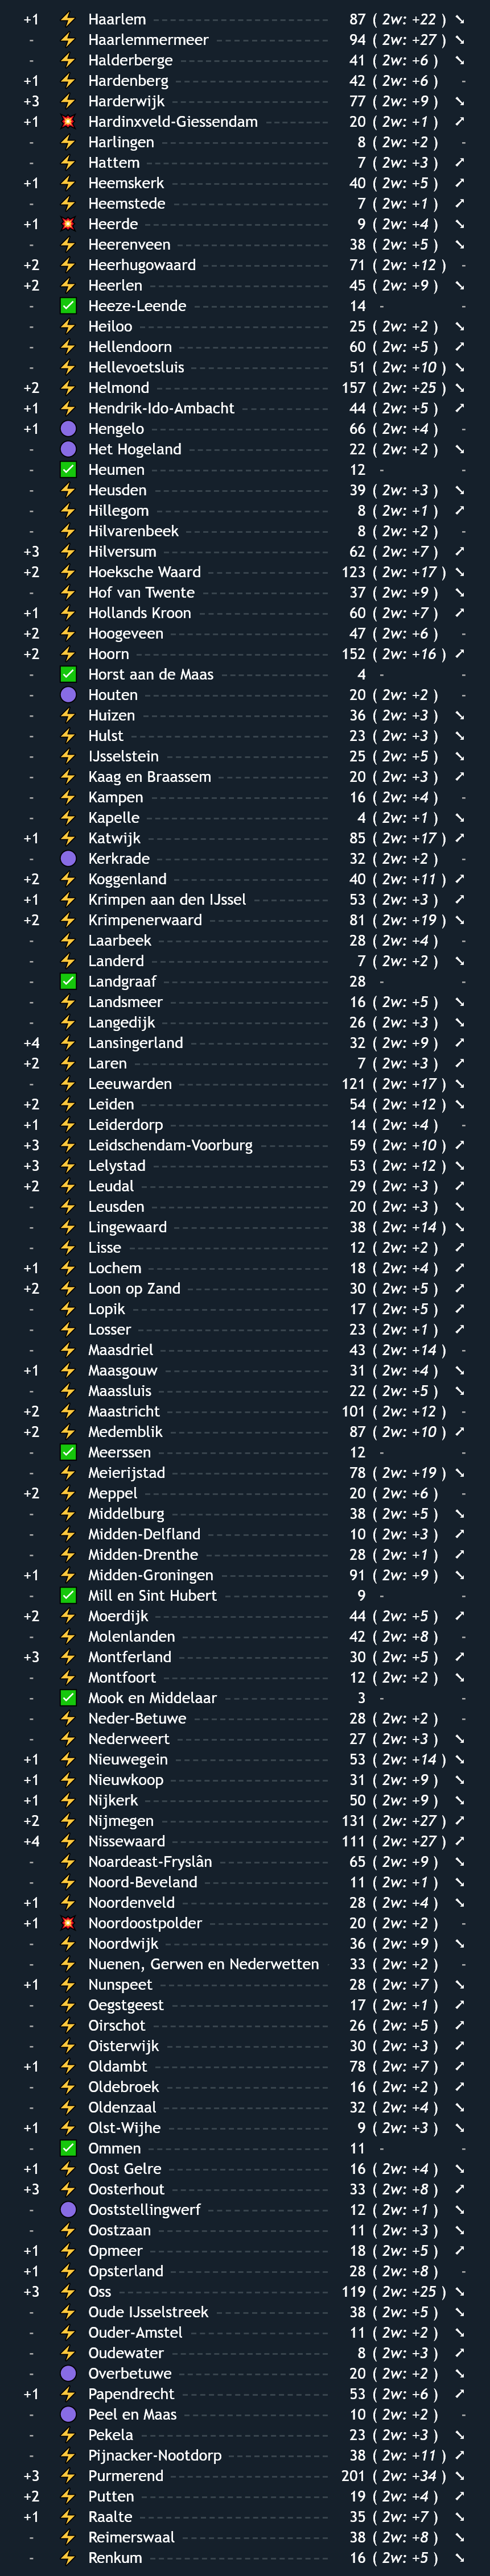 +1 ⚡ Haarlem 87 ( 2w: +22 ) ➘
- ⚡ Haarlemmermeer 94 ( 2w: +27 ) ➘
- ⚡ Halderberge 41 ( 2w: +6 ) ➘
+1 ⚡ Hardenberg 42 ( 2w: +6 ) -
+3 ⚡ Harderwijk 77 ( 2w: +9 ) ➘
+1 💥 Hardinxveld-Giessendam 20 ( 2w: +1 ) ➚
- ⚡ Harlingen 8 ( 2w: +2 ) -
- ⚡ Hattem 7 ( 2w: +3 ) ➚
+1 ⚡ Heemskerk 40 ( 2w: +5 ) ➚
- ⚡ Heemstede 7 ( 2w: +1 ) ➚
+1 💥 Heerde 9 ( 2w: +4 ) ➘
- ⚡ Heerenveen 38 ( 2w: +5 ) ➘
+2 ⚡ Heerhugowaard 71 ( 2w: +12 ) -
+2 ⚡ Heerlen 45 ( 2w: +9 ) ➘
- ✅ Heeze-Leende 14 - -
- ⚡ Heiloo 25 ( 2w: +2 ) ➘
- ⚡ Hellendoorn 60 ( 2w: +5 ) ➚
- ⚡ Hellevoetsluis 51 ( 2w: +10 ) ➘
+2 ⚡ Helmond 157 ( 2w: +25 ) ➘
+1 ⚡ Hendrik-Ido-Ambacht 44 ( 2w: +5 ) ➚
+1 🟣 Hengelo 66 ( 2w: +4 ) -
- 🟣 Het Hogeland 22 ( 2w: +2 ) ➘
- ✅ Heumen 12 - -
- ⚡ Heusden 39 ( 2w: +3 ) ➘
- ⚡ Hillegom 8 ( 2w: +1 ) ➚
- ⚡ Hilvarenbeek 8 ( 2w: +2 ) -
+3 ⚡ Hilversum 62 ( 2w: +7 ) ➚
+2 ⚡ Hoeksche Waard 123 ( 2w: +17 ) ➘
- ⚡ Hof van Twente 37 ( 2w: +9 ) ➘
+1 ⚡ Hollands Kroon 60 ( 2w: +7 ) ➚
+2 ⚡ Hoogeveen 47 ( 2w: +6 ) -
+2 ⚡ Hoorn 152 ( 2w: +16 ) ➚
- ✅ Horst aan de Maas 4 - -
- 🟣 Houten 20 ( 2w: +2 ) -
- ⚡ Huizen 36 ( 2w: +3 ) ➘
- ⚡ Hulst 23 ( 2w: +3 ) ➘
- ⚡ IJsselstein 25 ( 2w: +5 ) ➘
- ⚡ Kaag en Braassem 20 ( 2w: +3 ) ➚
- ⚡ Kampen 16 ( 2w: +4 ) -
- ⚡ Kapelle 4 ( 2w: +1 ) ➘
+1 ⚡ Katwijk 85 ( 2w: +17 ) ➚
- 🟣 Kerkrade 32 ( 2w: +2 ) -
+2 ⚡ Koggenland 40 ( 2w: +11 ) ➚
+1 ⚡ Krimpen aan den IJssel 53 ( 2w: +3 ) ➚
+2 ⚡ Krimpenerwaard 81 ( 2w: +19 ) ➘
- ⚡ Laarbeek 28 ( 2w: +4 ) -
- ⚡ Landerd 7 ( 2w: +2 ) ➘
- ✅ Landgraaf 28 - -
- ⚡ Landsmeer 16 ( 2w: +5 ) ➘
- ⚡ Langedijk 26 ( 2w: +3 ) ➘
+4 ⚡ Lansingerland 32 ( 2w: +9 ) ➚
+2 ⚡ Laren 7 ( 2w: +3 ) ➚
- ⚡ Leeuwarden 121 ( 2w: +17 ) ➘
+2 ⚡ Leiden 54 ( 2w: +12 ) ➘
+1 ⚡ Leiderdorp 14 ( 2w: +4 ) -
+3 ⚡ Leidschendam-Voorburg 59 ( 2w: +10 ) ➚
+3 ⚡ Lelystad 53 ( 2w: +12 ) ➘
+2 ⚡ Leudal 29 ( 2w: +3 ) ➚
- ⚡ Leusden 20 ( 2w: +3 ) ➘
- ⚡ Lingewaard 38 ( 2w: +14 ) ➘
- ⚡ Lisse 12 ( 2w: +2 ) ➚
+1 ⚡ Lochem 18 ( 2w: +4 ) ➚
+2 ⚡ Loon op Zand 30 ( 2w: +5 ) ➚
- ⚡ Lopik 17 ( 2w: +5 ) ➚
- ⚡ Losser 23 ( 2w: +1 ) ➚
- ⚡ Maasdriel 43 ( 2w: +14 ) -
+1 ⚡ Maasgouw 31 ( 2w: +4 ) ➘
- ⚡ Maassluis 22 ( 2w: +5 ) ➘
+2 ⚡ Maastricht 101 ( 2w: +12 ) -
+2 ⚡ Medemblik 87 ( 2w: +10 ) ➚
- ✅ Meerssen 12 - -
- ⚡ Meierijstad 78 ( 2w: +19 ) ➘
+2 ⚡ Meppel 20 ( 2w: +6 ) -
- ⚡ Middelburg 38 ( 2w: +5 ) ➘
- ⚡ Midden-Delfland 10 ( 2w: +3 ) ➚
- ⚡ Midden-Drenthe 28 ( 2w: +1 ) ➚
+1 ⚡ Midden-Groningen 91 ( 2w: +9 ) ➘
- ✅ Mill en Sint Hubert 9 - -
+2 ⚡ Moerdijk 44 ( 2w: +5 ) ➚
- ⚡ Molenlanden 42 ( 2w: +8 ) -
+3 ⚡ Montferland 30 ( 2w: +5 ) ➚
- ⚡ Montfoort 12 ( 2w: +2 ) ➘
- ✅ Mook en Middelaar 3 - -
- ⚡ Neder-Betuwe 28 ( 2w: +2 ) -
- ⚡ Nederweert 27 ( 2w: +3 ) ➘
+1 ⚡ Nieuwegein 53 ( 2w: +14 ) ➘
+1 ⚡ Nieuwkoop 31 ( 2w: +9 ) ➘
+1 ⚡ Nijkerk 50 ( 2w: +9 ) ➘
+2 ⚡ Nijmegen 131 ( 2w: +27 ) ➚
+4 ⚡ Nissewaard 111 ( 2w: +27 ) ➚
- ⚡ Noardeast-Fryslân 65 ( 2w: +9 ) ➘
- ⚡ Noord-Beveland 11 ( 2w: +1 ) ➘
+1 ⚡ Noordenveld 28 ( 2w: +4 ) ➘
+1 💥 Noordoostpolder 20 ( 2w: +2 ) -
- ⚡ Noordwijk 36 ( 2w: +9 ) ➘
- ⚡ Nuenen, Gerwen en Nederwetten 33 ( 2w: +2 ) -
+1 ⚡ Nunspeet 28 ( 2w: +7 ) ➘
- ⚡ Oegstgeest 17 ( 2w: +1 ) ➚
- ⚡ Oirschot 26 ( 2w: +5 ) ➚
- ⚡ Oisterwijk 30 ( 2w: +3 ) ➚
+1 ⚡ Oldambt 78 ( 2w: +7 ) ➚
- ⚡ Oldebroek 16 ( 2w: +2 ) ➚
- ⚡ Oldenzaal 32 ( 2w: +4 ) ➘
+1 ⚡ Olst-Wijhe 9 ( 2w: +3 ) ➘
- ✅ Ommen 11 - -
+1 ⚡ Oost Gelre 16 ( 2w: +4 ) ➘
+3 ⚡ Oosterhout 33 ( 2w: +8 ) ➚
- 🟣 Ooststellingwerf 12 ( 2w: +1 ) ➘
- ⚡ Oostzaan 11 ( 2w: +3 ) ➘
+1 ⚡ Opmeer 18 ( 2w: +5 ) ➚
+1 ⚡ Opsterland 28 ( 2w: +8 ) -
+3 ⚡ Oss 119 ( 2w: +25 ) ➘
- ⚡ Oude IJsselstreek 38 ( 2w: +5 ) ➘
- ⚡ Ouder-Amstel 11 ( 2w: +2 ) ➘
- ⚡ Oudewater 8 ( 2w: +3 ) ➚
- 🟣 Overbetuwe 20 ( 2w: +2 ) ➘
+1 ⚡ Papendrecht 53 ( 2w: +6 ) ➚
- 🟣 Peel en Maas 10 ( 2w: +2 ) -
- ⚡ Pekela 23 ( 2w: +3 ) ➘
- ⚡ Pijnacker-Nootdorp 38 ( 2w: +11 ) ➚
+3 ⚡ Purmerend 201 ( 2w: +34 ) ➘
+2 ⚡ Putten 19 ( 2w: +4 ) ➚
+1 ⚡ Raalte 35 ( 2w: +7 ) ➘
- ⚡ Reimerswaal 38 ( 2w: +8 ) ➘
- ⚡ Renkum 16 ( 2w: +5 ) ➘